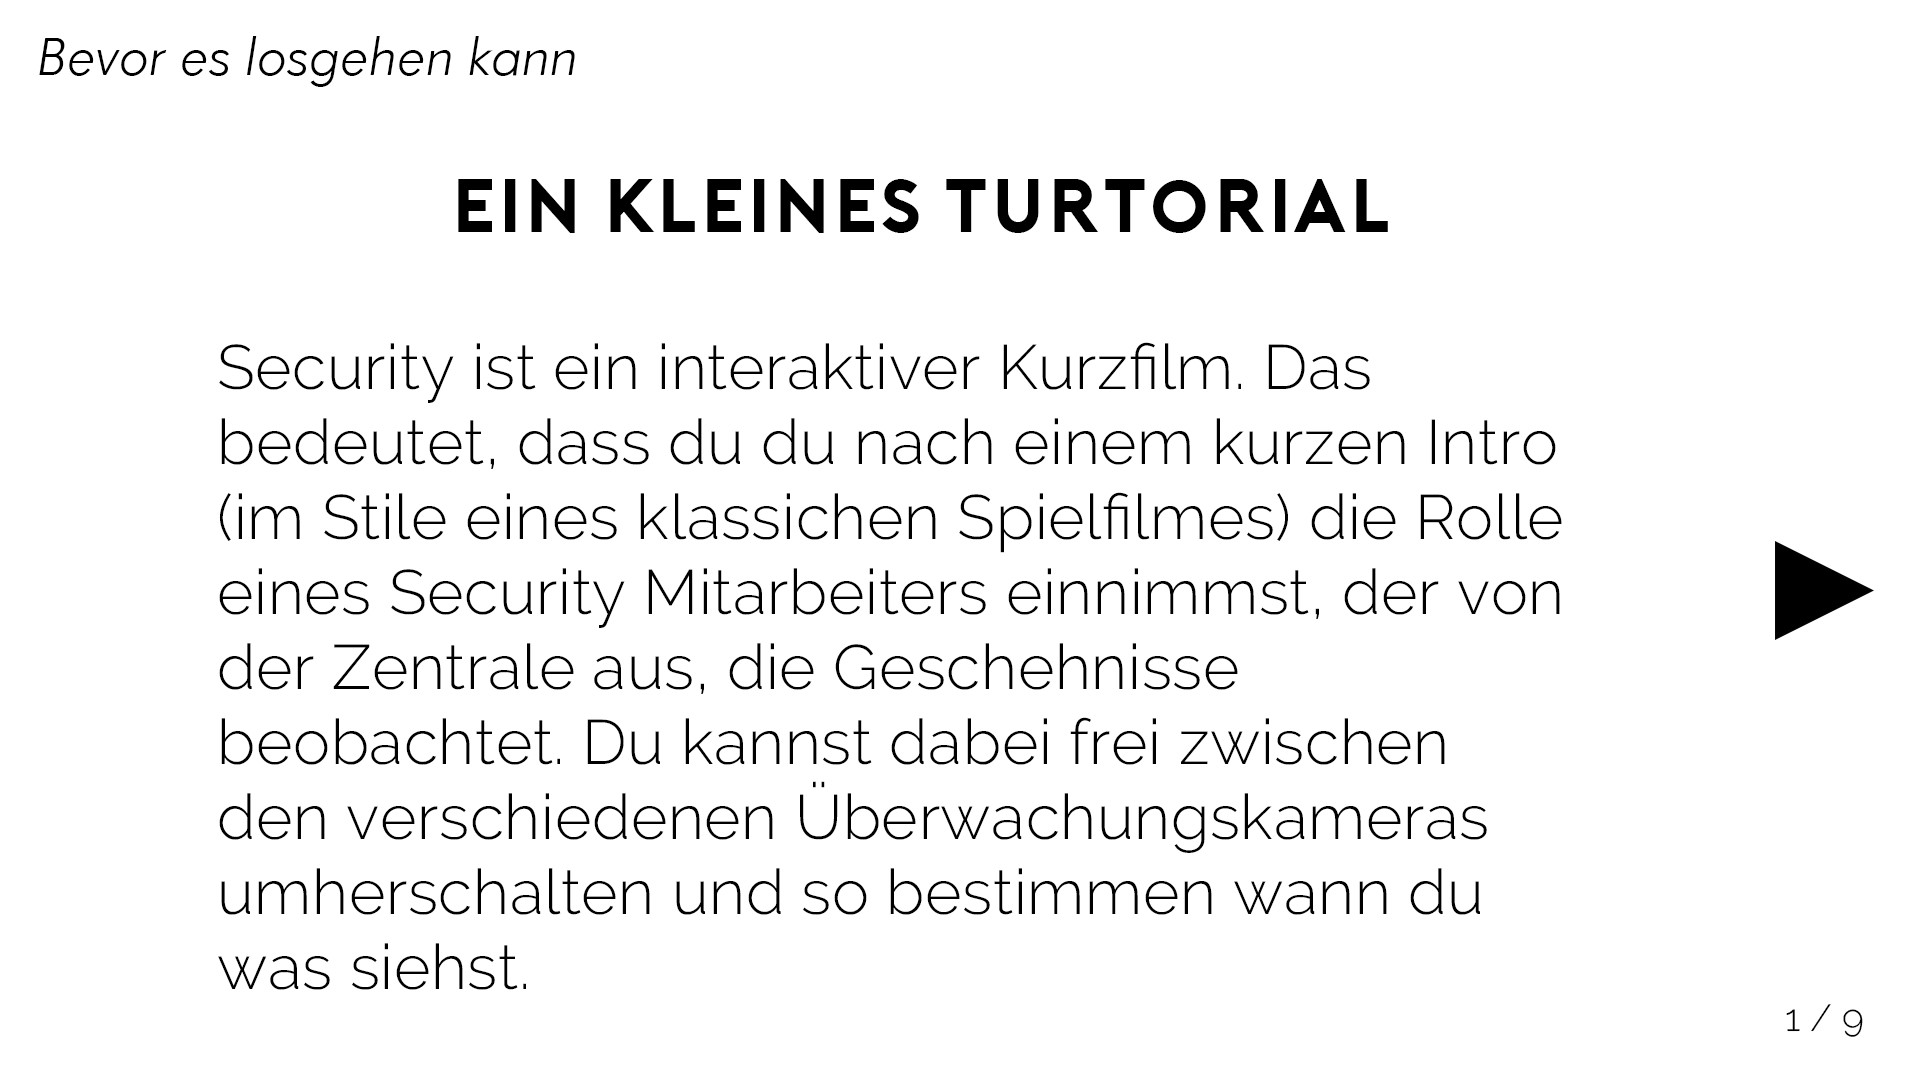 Bevor es losgehen kann
EIN KLEINES TURTORIAL
Security ist ein interaktiver Kurzfilm. Das
bedeutet, dass du du nach einem kurzen Intro
(im Stile eines klassichen Spielfilmes) die Rolle
eines Security Mitarbeiters einnimmst, der von
der Zentrale aus, die Geschehnisse
beobachtet. Du kannst dabei frei zwischen
den verschiedenen Überwachungskameras
umherschalten und so bestimmen wann du
was siehst.
1 / 9